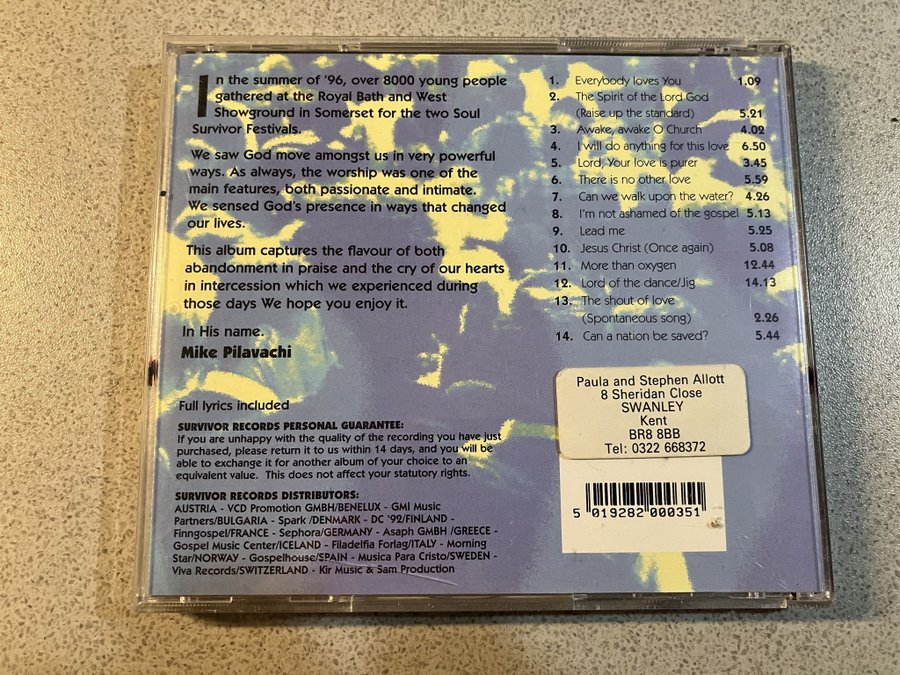 In the summer of '96, over 8000 young people
gathered at the Royal Bath and West
Showground in Somerset for the two Soul
Survivor Festivals.
We saw God move amongst us in very powerful
ways. As always, the worship was one of the
main features, both passionate and intimate.
We sensed God's presence in ways that changed
our lives.
This album captures the flavour of both
abandonment in praise and the cry of our hearts
in intercession which we experienced during
those days We hope you enjoy it.
In His name.
Mike Pilavachi
Full lyrics included
SURVIVOR RECORDS PERSONAL GUARANTEE:
If you are unhappy with the quality of the recording you have just
purchased, please return it to us within 14 days, and you will be
able to exchange it for another album of your choice to an
equivalent value. This does not affect your statutory rights.
SURVIVOR RECORDS DISTRIBUTORS:
AUSTRIA - VCD Promotion GMBH/BENELUX - GMI Music
Partners/BULGARIA - Spark /DENMARK - DC '92/FINLAND -
Finngospel/FRANCE - Sephora/GERMANY - Asaph GMBH /GREECE -
Gospel Music Center/ICELAND - Filadelfia Forlag/ITALY - Morning
Star/NORWAY - Gospelhouse/SPAIN - Musica Para Cristo/SWEDEN -
Viva Records/SWITZERLAND - Kir Music & Sam Production
1. Everybody loves You 1.09
2. The Spirit of the Lord God
(Raise up the standard) 5.21
3. Awake, awake O Church 4.02
4. I will do anything for this love 6.50
5. Lord, Your love is purer 3.45
6. There is no other love 5.59
7. Can we walk upon the water? 4.26
8. I'm not ashamed of the gospel 5.13
9. Lead me 5.25
10. Jesus Christ (Once again) 5.08
11. More than oxygen 12.44
12. Lord of the dance/Jig 14.13
13. The shout of love
(Spontaneous song) 2.26
14. Can a nation be saved? 5.44
Paula and Stephen Allott
8 Sheridan Close
SWANLEY
Kent
BR8 8BB
Tel: 0322 668372
5 019282 000351